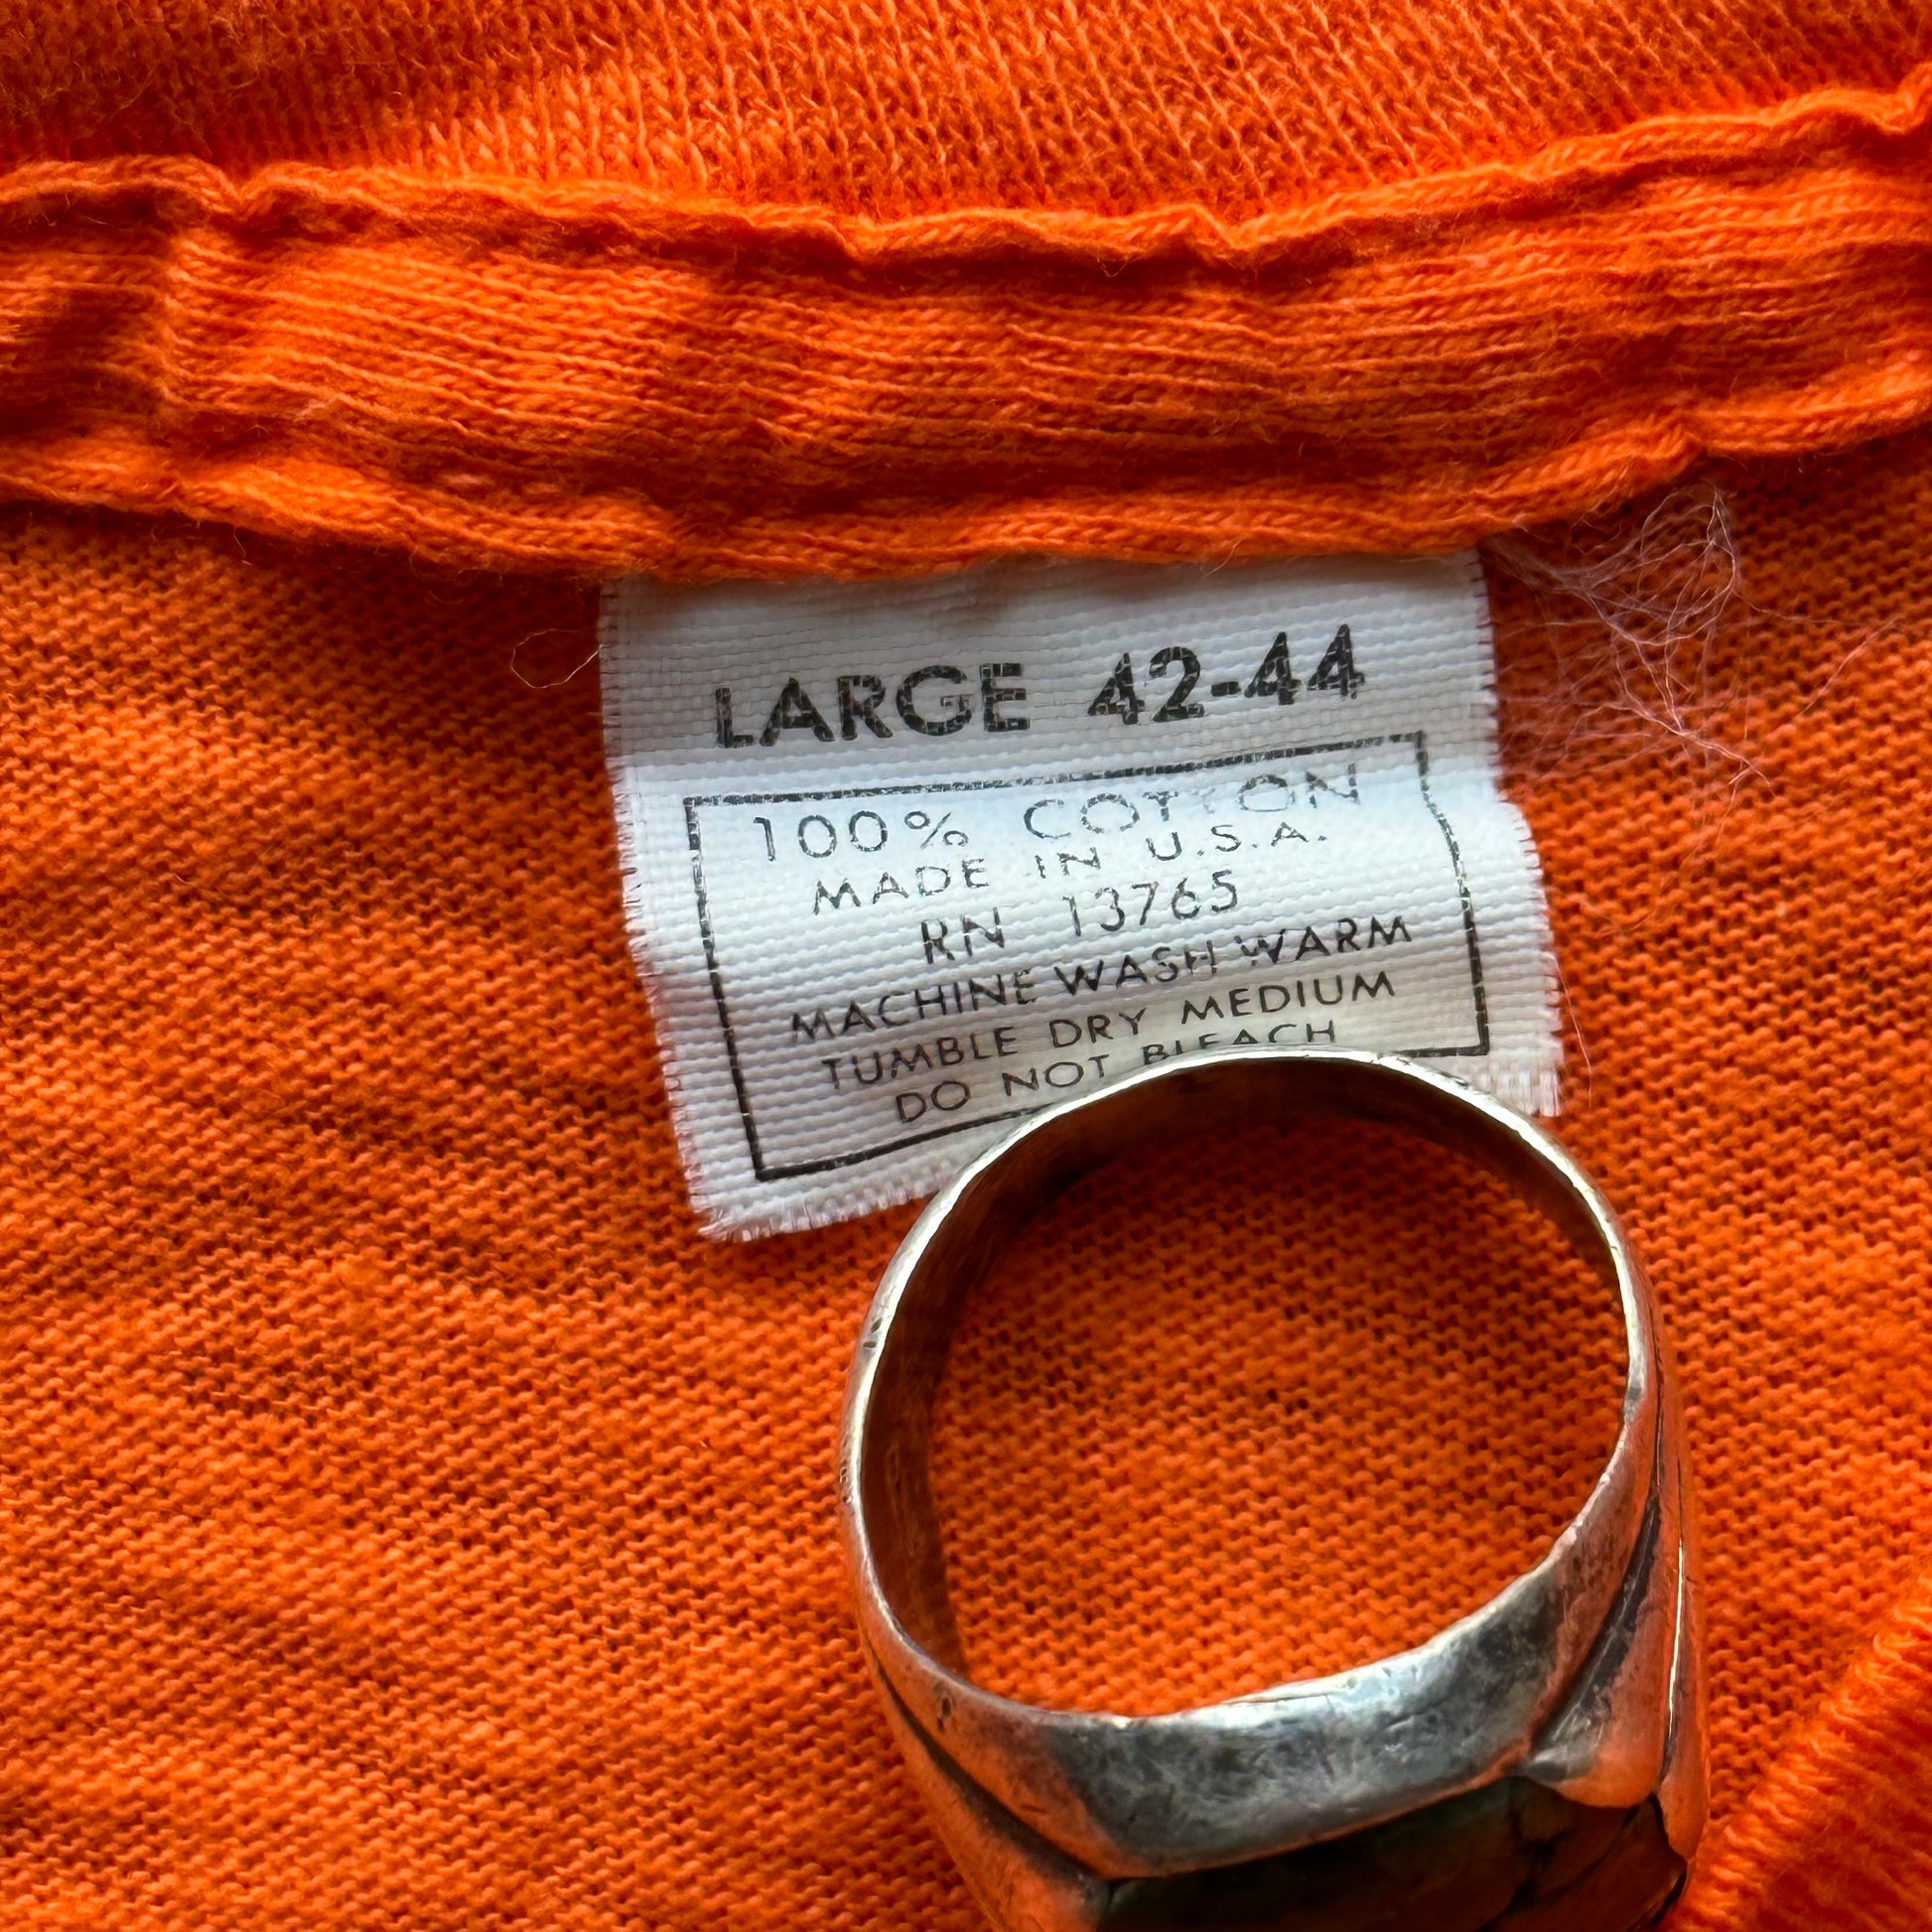 LARGE 42-44
100% COTTON
MADE IN U.S.A.
RN 13765
MACHINE WASH WARM
TUMBLE DRY MEDIUM
DO NOT BLEACH